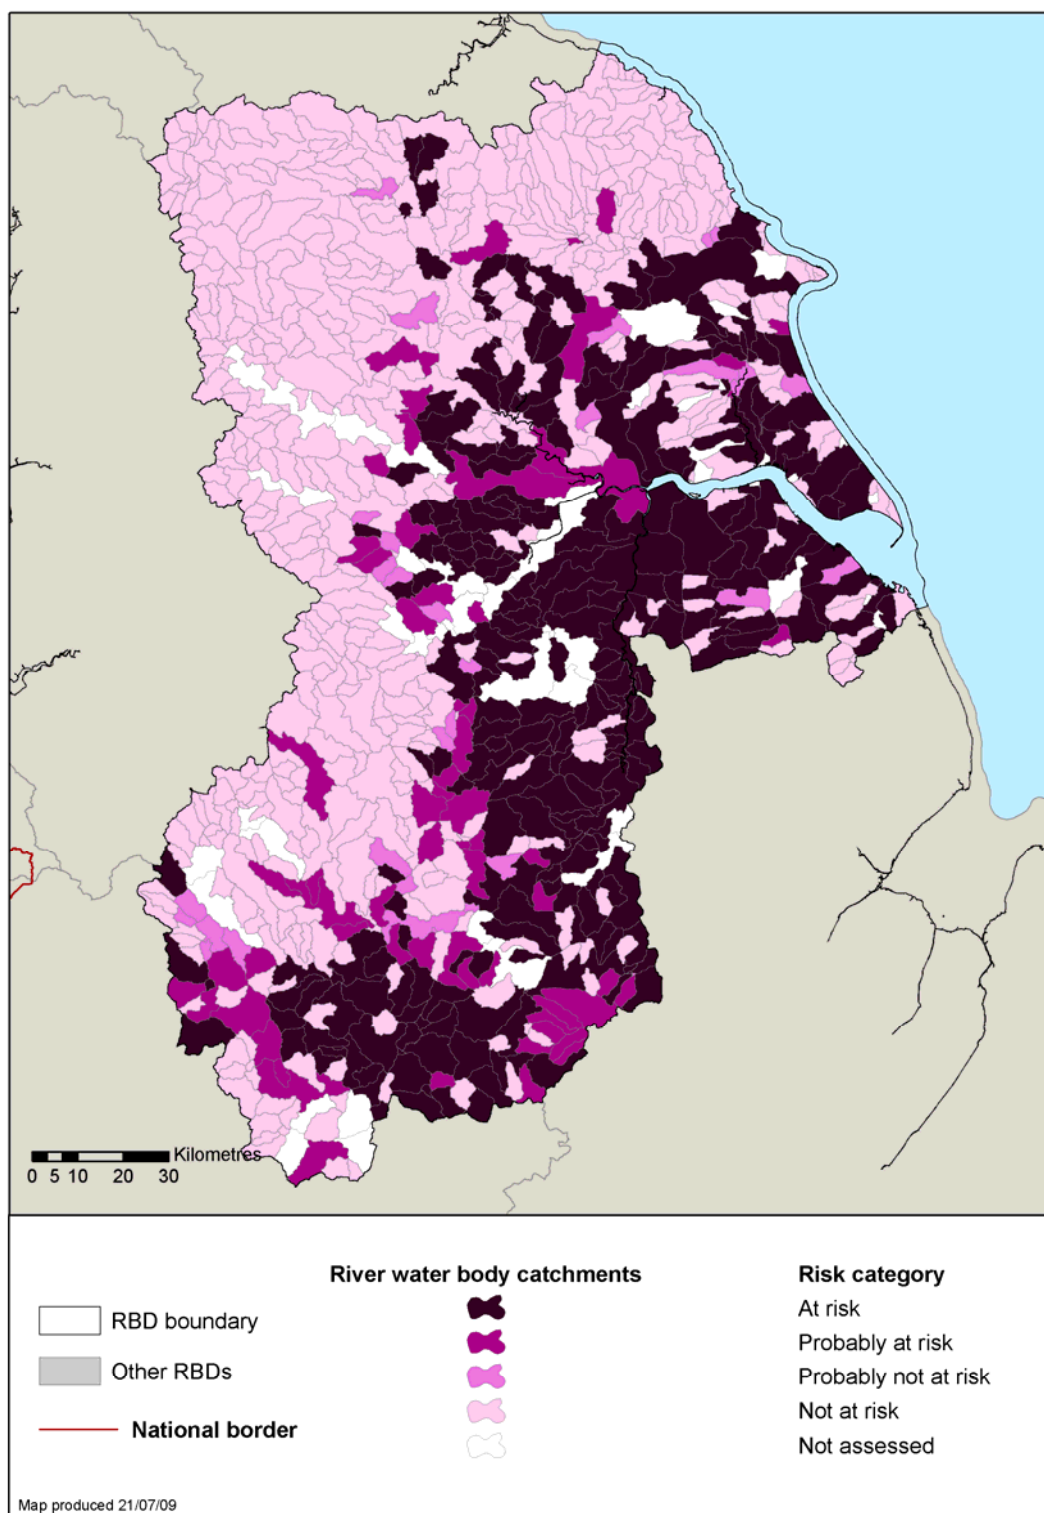 Kilometres
0 5 10 20 30
River water body catchments
Risk category
RBD boundary
Other RBDs
National border
At risk
Probably at risk
Probably not at risk
Not at risk
Not assessed
Map produced 21/07/09